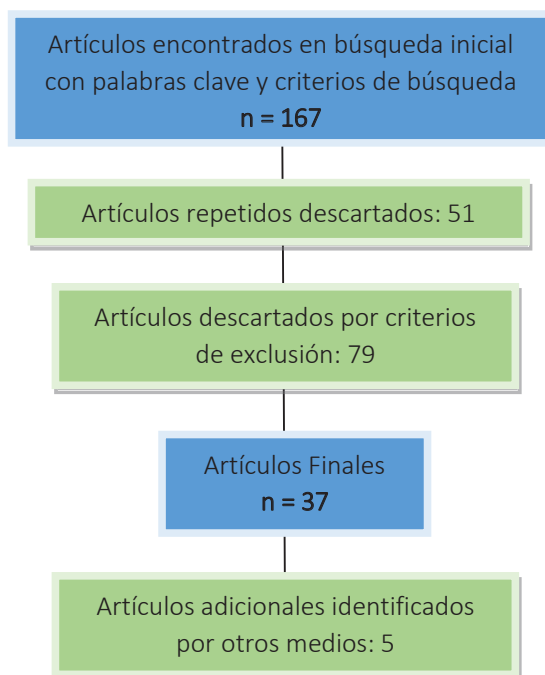 Artículos encontrados en búsqueda inicial
con palabras clave y criterios de búsqueda
n = 167
Artículos repetidos descartados: 51
Artículos descartados por criterios
de exclusión: 79
Artículos Finales
n = 37
Artículos adicionales identificados
por otros medios: 5